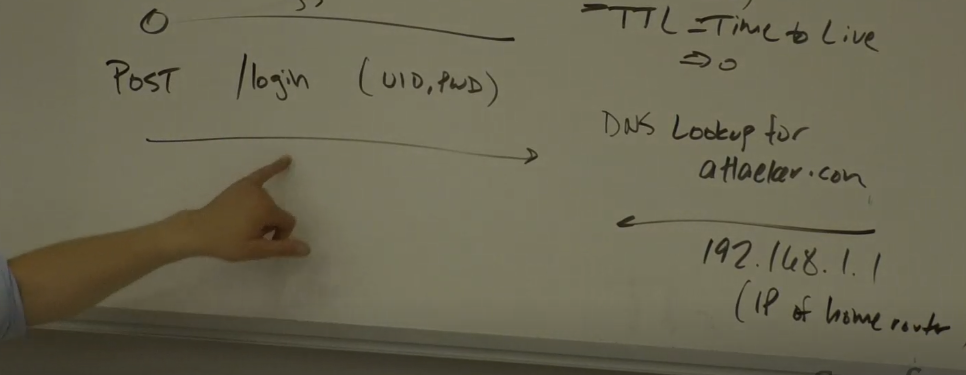 TTL = Time to Live
⇒ 0
POST /login (UID, PWD)
DNS Lookup for
attacker.com
192.168.1.1
(IP of home router